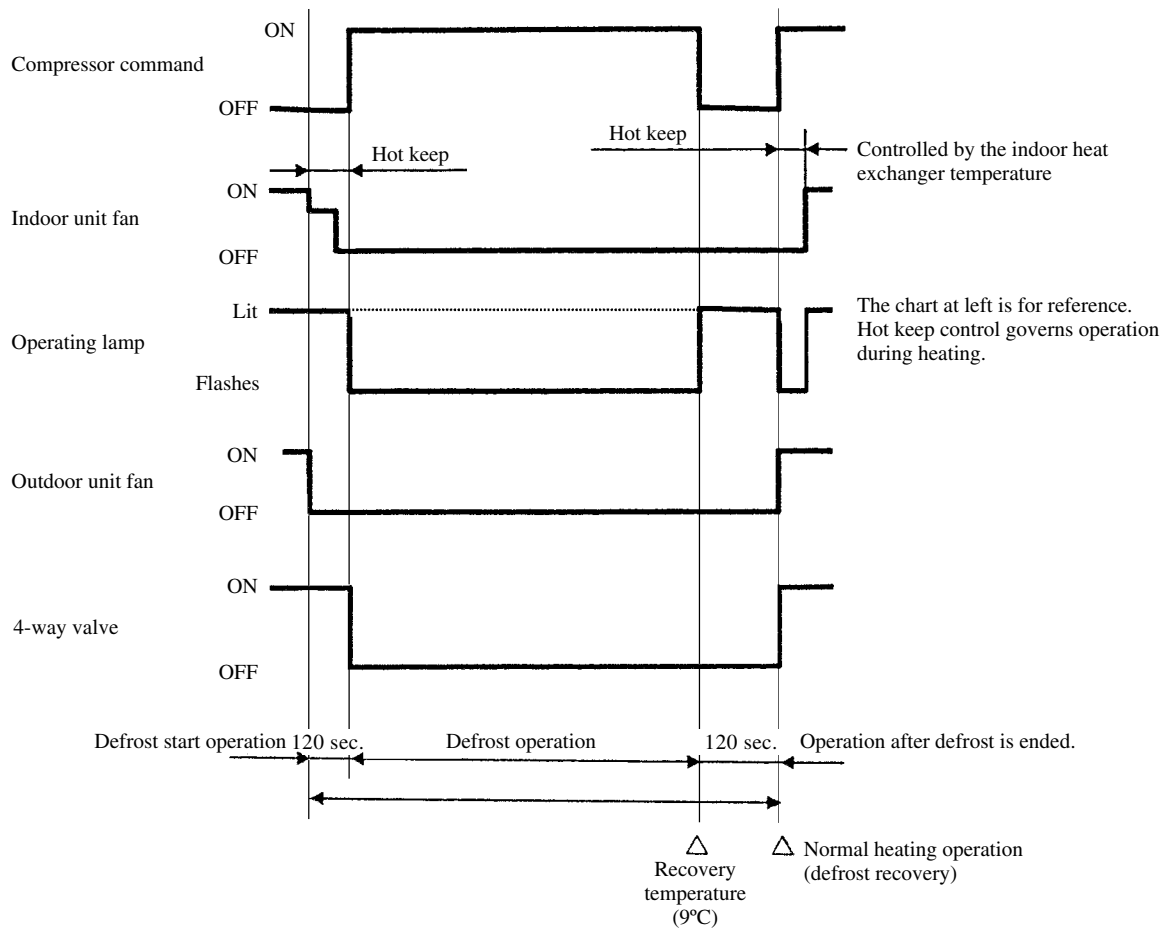 ON
Compressor command
OFF
Hot keep
Hot keep
Controlled by the indoor heat
exchanger temperature
ON
Indoor unit fan
OFF
Lit
Operating lamp
Flashes
The chart at left is for reference.
Hot keep control governs operation
during heating.
ON
Outdoor unit fan
OFF
ON
4-way valve
OFF
Defrost start operation 120 sec. Defrost operation 120 sec. Operation after defrost is ended.
Recovery
temperature
(9ºC)
Normal heating operation
(defrost recovery)